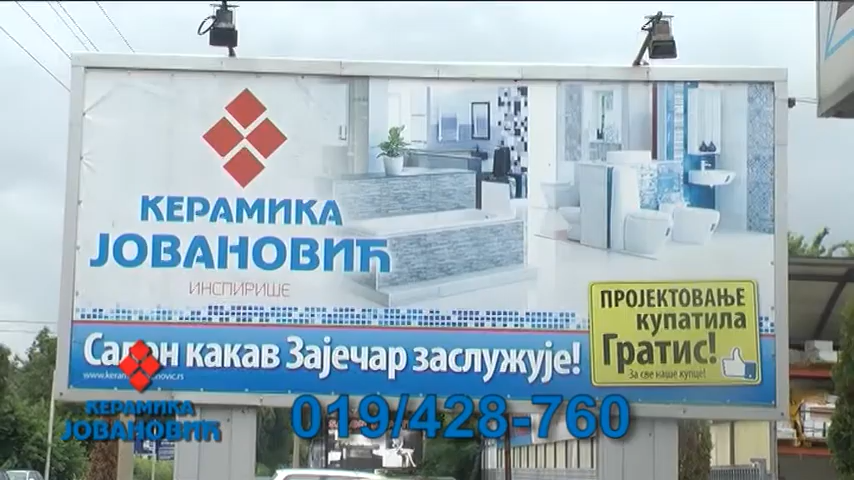 КЕРАМИКА
ЈОВАНОВИЋ
ИНСПИРИШЕ
ПРОЈЕКТОВАЊЕ
КУПАТИЛА
Гратис!
За све наше купце!
Салон какав Зајечар заслужује!
КЕРАМИКА
ЈОВАНОВИЋ
019/428-760